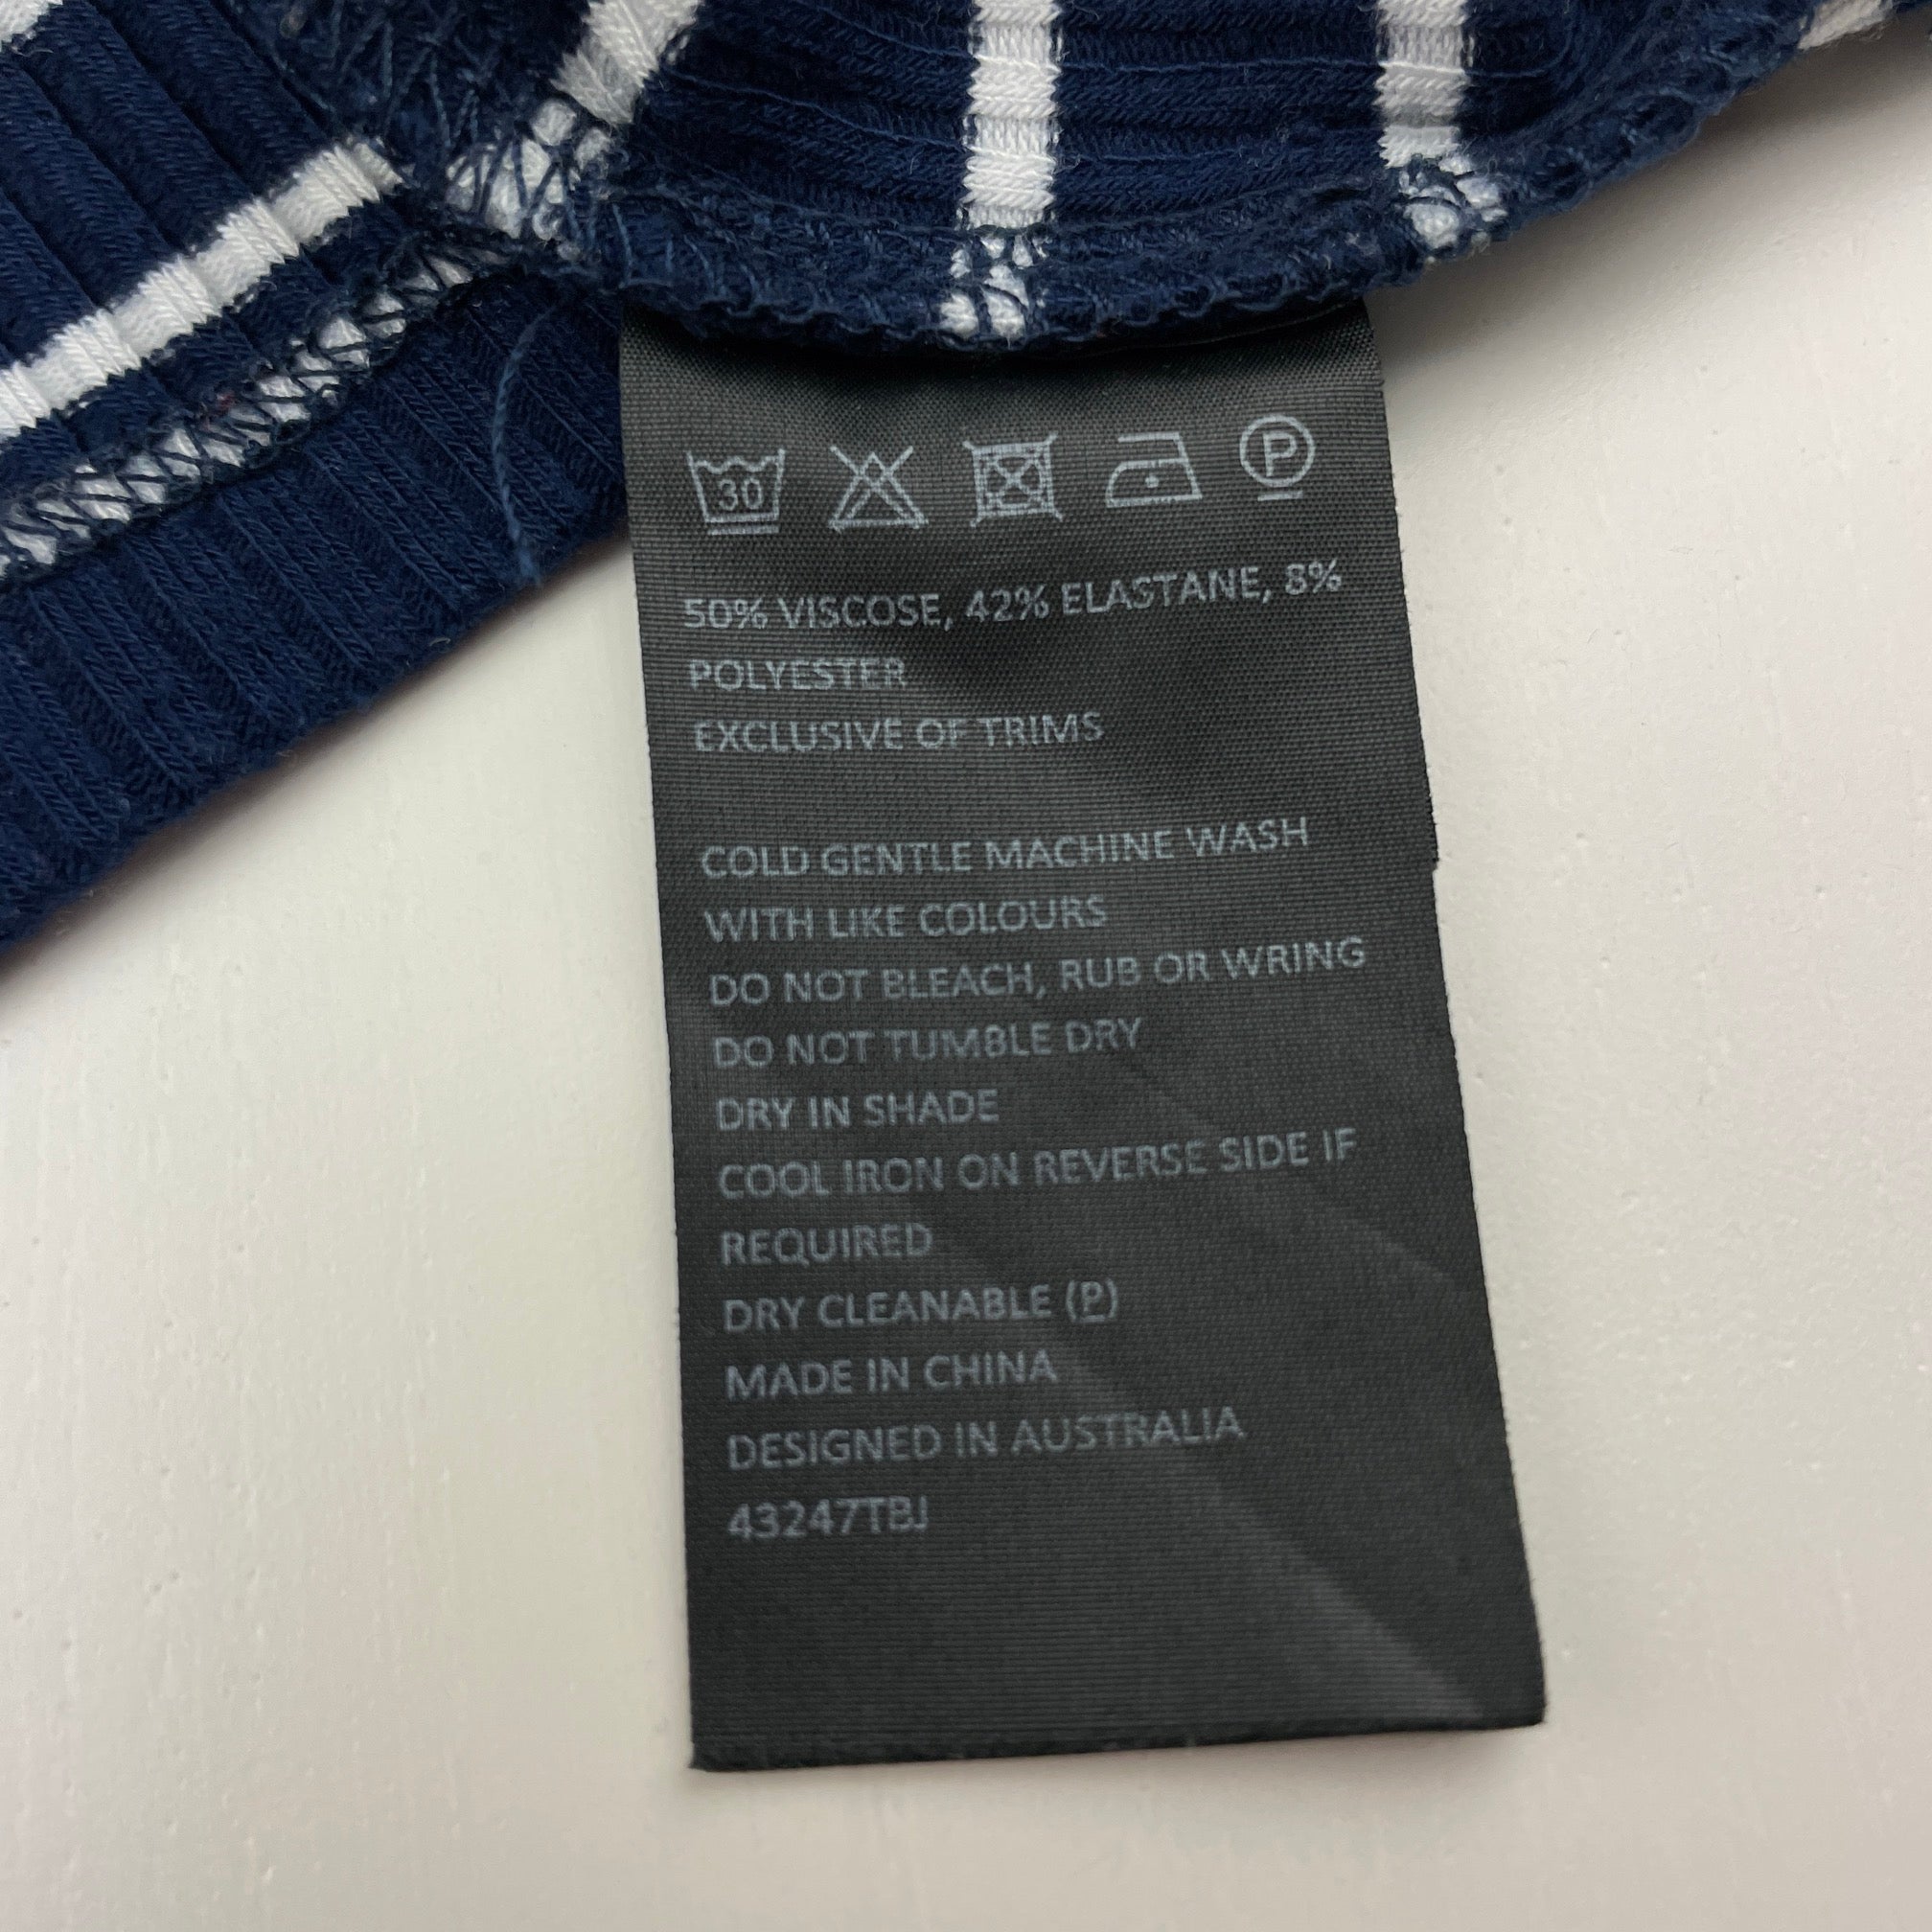 30 P
50% VISCOSE, 42% ELASTANE, 8%
POLYESTER
EXCLUSIVE OF TRIMS
COLD GENTLE MACHINE WASH
WITH LIKE COLOURS
DO NOT BLEACH, RUB OR WRING
DO NOT TUMBLE DRY
DRY IN SHADE
COOL IRON ON REVERSE SIDE IF
REQUIRED
DRY CLEANABLE (P)
MADE IN CHINA
DESIGNED IN AUSTRALIA
43247TBJ